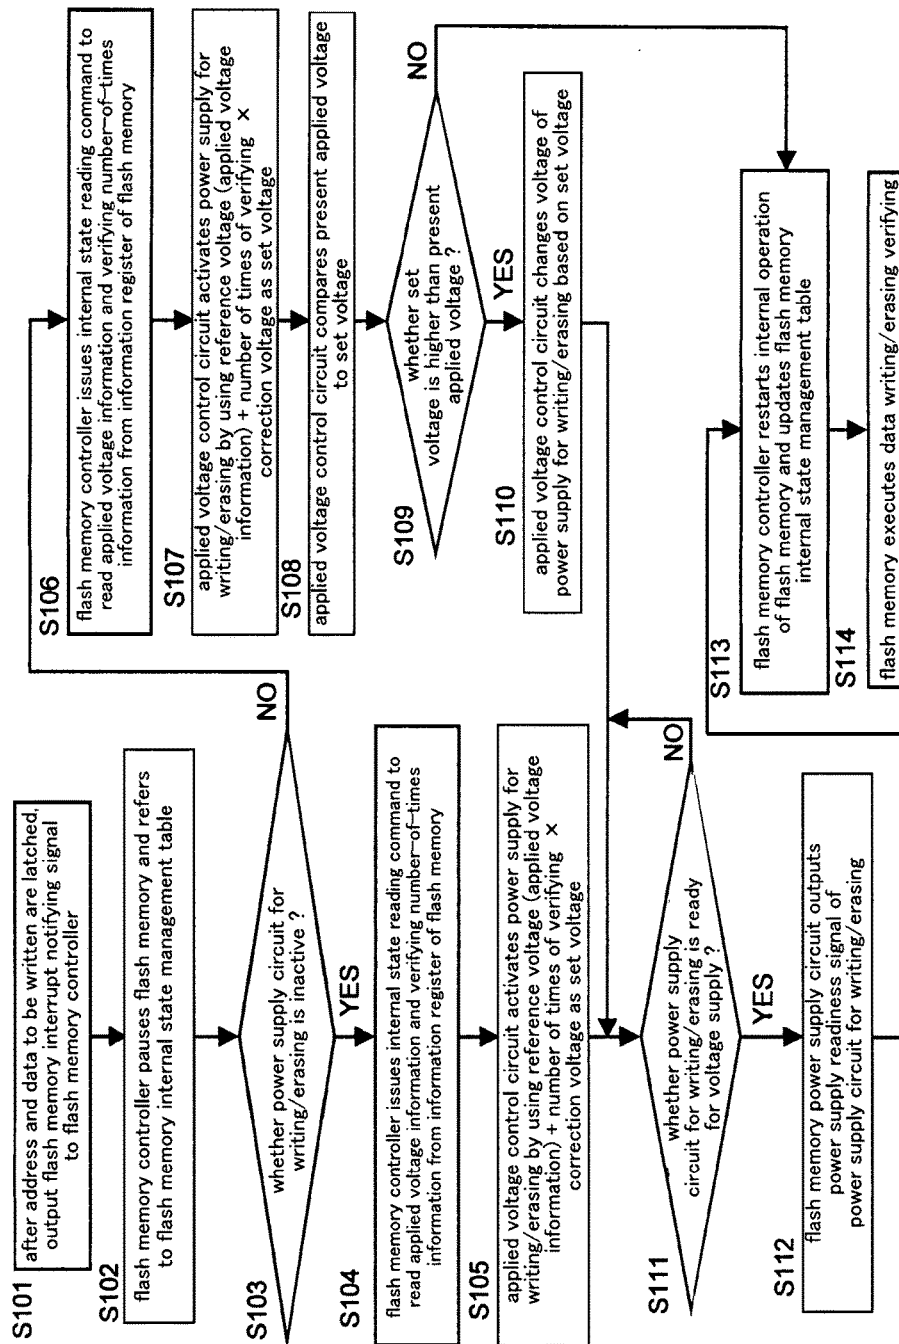 S101
after address and data to be written are latched,
output flash memory interrupt notifying signal
to flash memory controller
S102
flash memory controller pauses flash memory and refers
to flash memory internal state management table
S103
whether power supply circuit for
writing/erasing is inactive ?
NO
YES
S104
flash memory controller issues internal state reading command to
read applied voltage information and verifying number-of-times
information from information register of flash memory
S105
applied voltage control circuit activates power supply for
writing/erasing by using reference voltage (applied voltage
information) + number of times of verifying ×
correction voltage as set voltage
S111
whether power supply
circuit for writing/erasing is ready
for voltage supply ?
NO
YES
S112
flash memory power supply circuit outputs
power supply readiness signal of
power supply circuit for writing/erasing
S106
flash memory controller issues internal state reading command to
read applied voltage information and verifying number-of-times
information from information register of flash memory
S107
applied voltage control circuit activates power supply for
writing/erasing by using reference voltage (applied voltage
information) + number of times of verifying ×
correction voltage as set voltage
S108
applied voltage control circuit compares present applied voltage
to set voltage
S109
whether set
voltage is higher than present
applied voltage ?
NO
YES
S110
applied voltage control circuit changes voltage of
power supply for writing/erasing based on set voltage
S113
flash memory controller restarts internal operation
of flash memory and updates flash memory
internal state management table
S114
flash memory executes data writing/erasing verifying